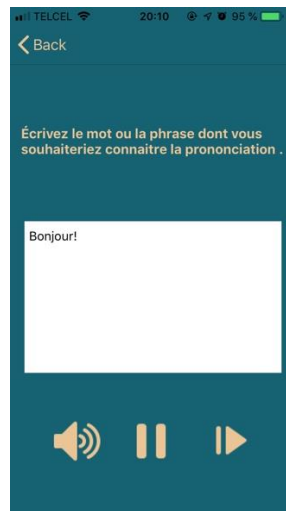 TELCEL 20:10 95 %
Back
Écrivez le mot ou la phrase dont vous
souhaiteriez connaitre la prononciation .
Bonjour!